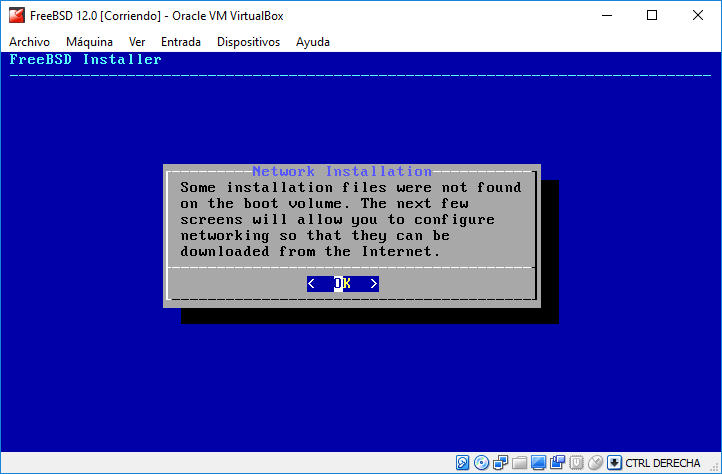 FreeBSD 12.0 [Corriendo] - Oracle VM VirtualBox
Archivo Máquina Ver Entrada Dispositivos Ayuda
FreeBSD Installer
Network Installation
Some installation files were not found
on the boot volume. The next few
screens will allow you to configure
networking so that they can be
downloaded from the Internet.
< OK >
CTRL DERECHA